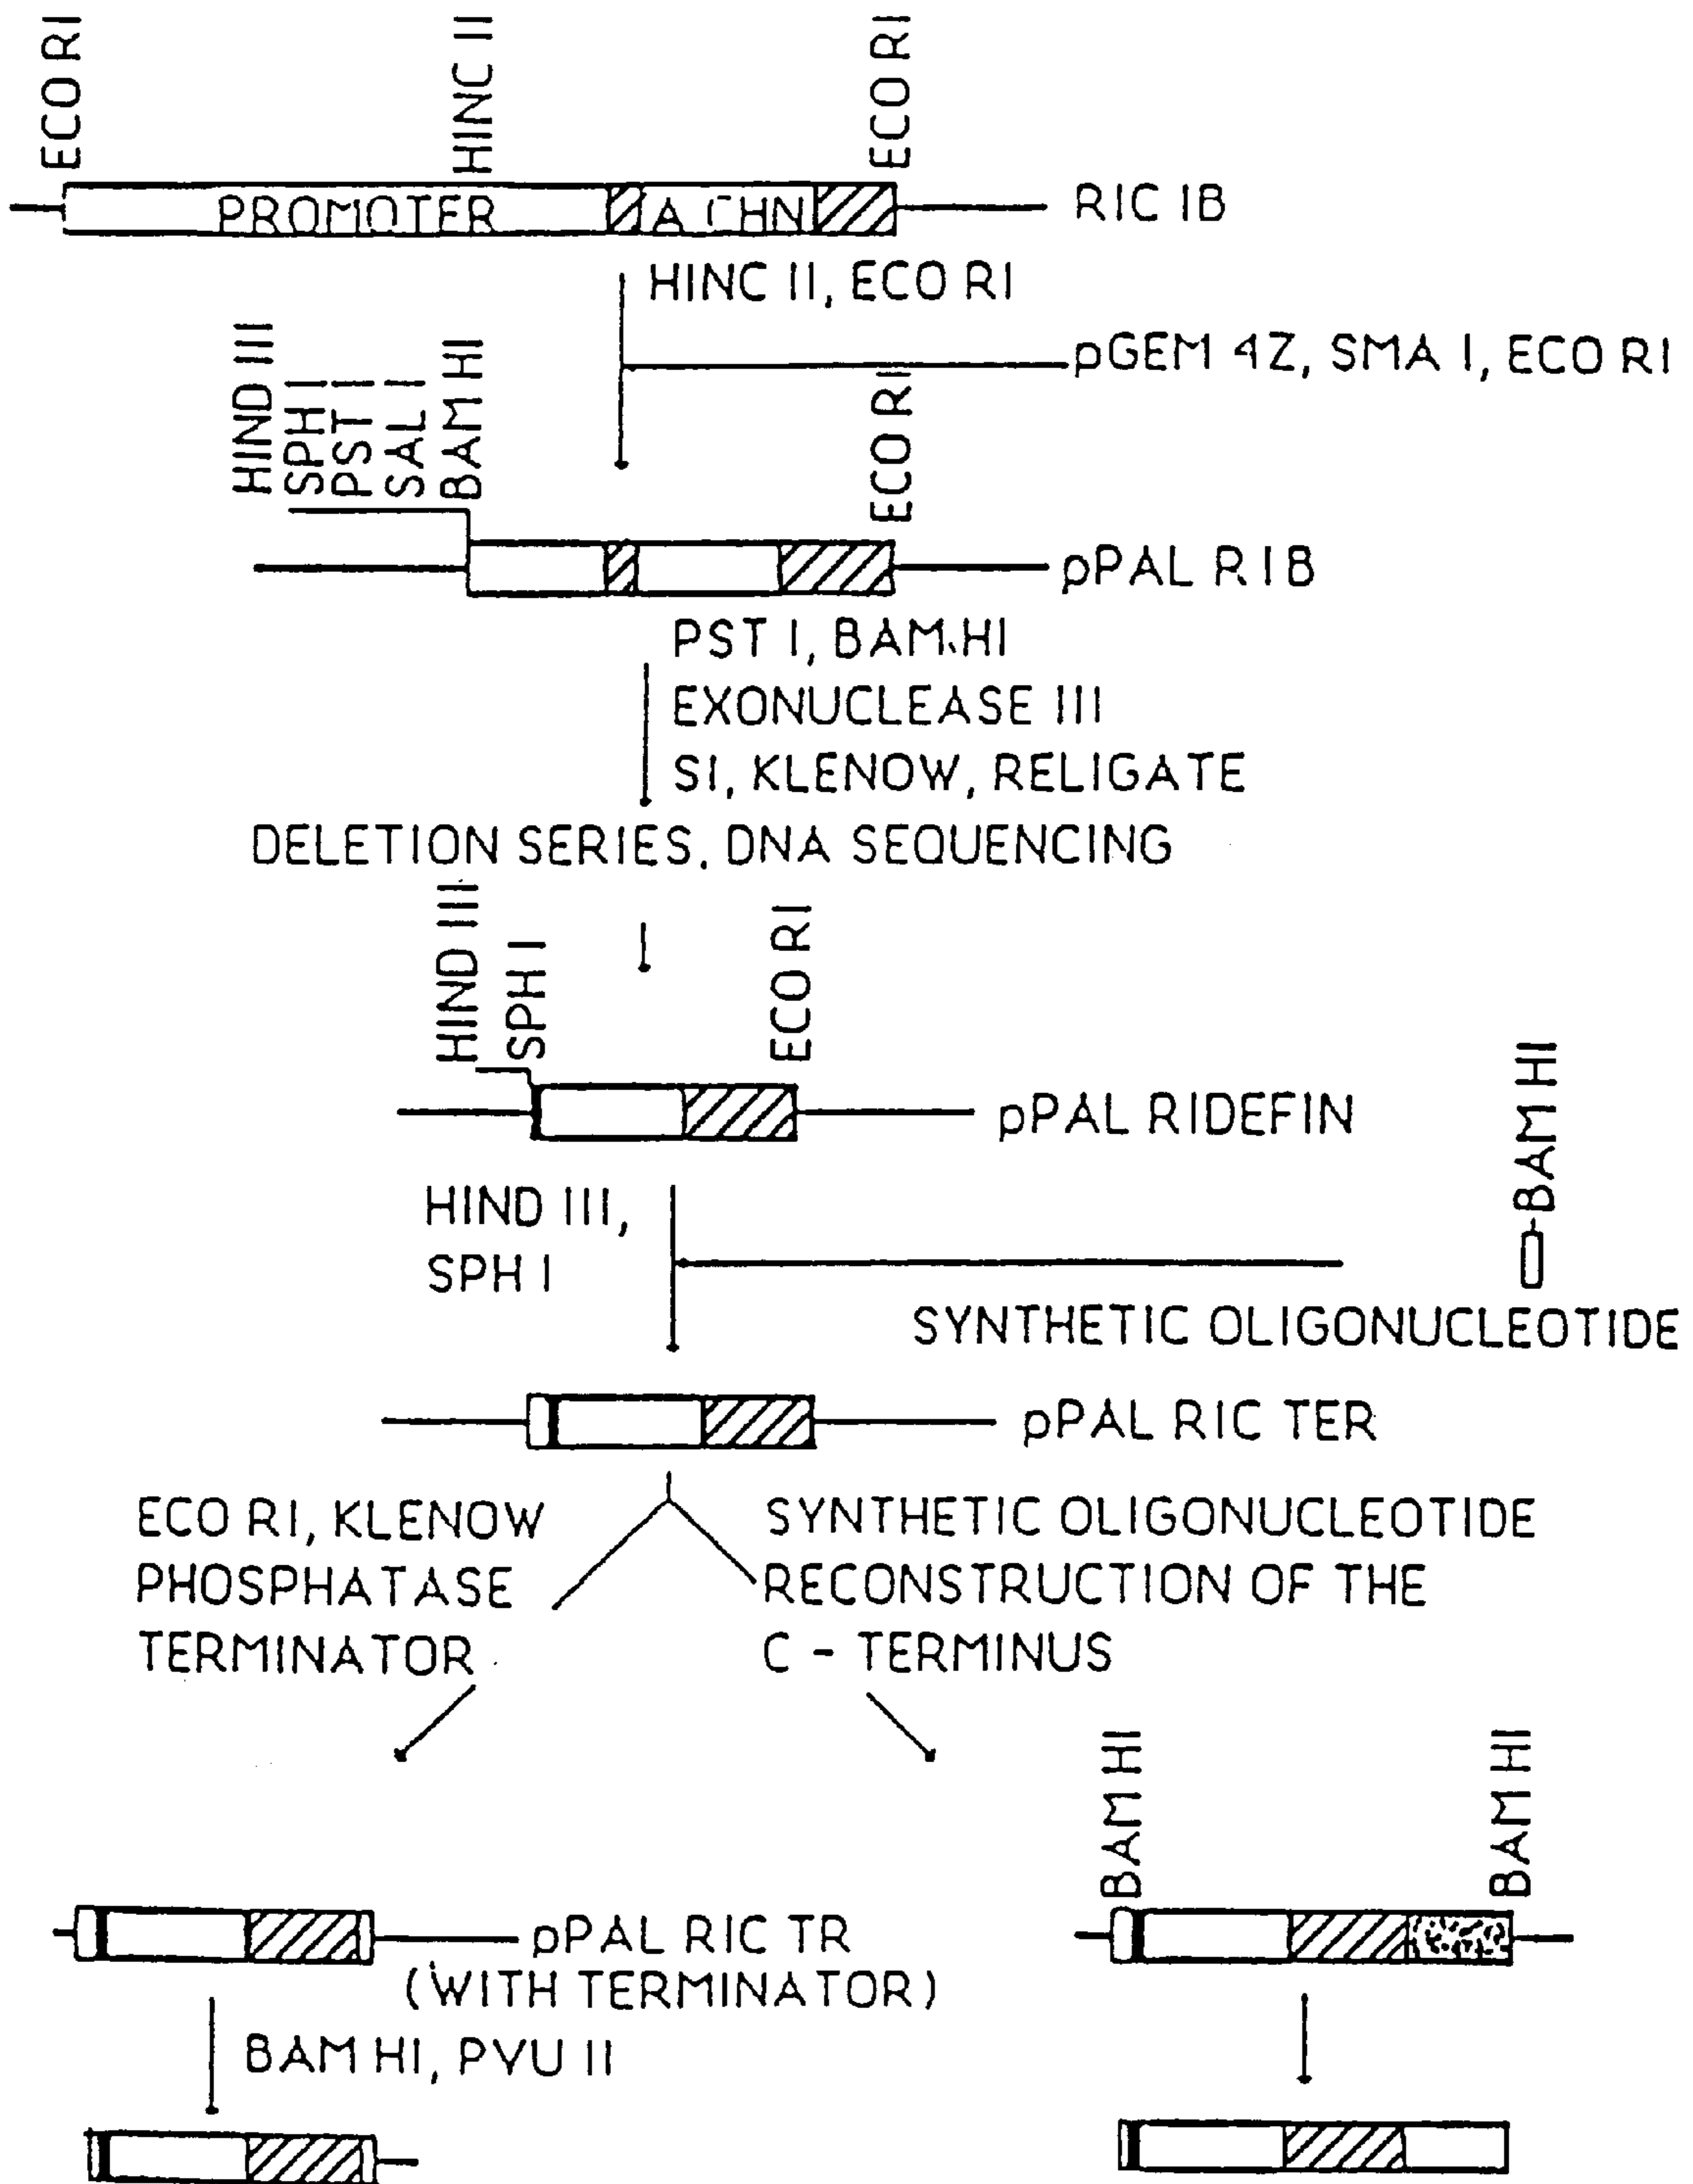 ECO RI
HINC II
ECO RI
PROMOTER
A CHN
RIC IB
HINC II, ECO RI
pGEM 4Z, SMA I, ECO RI
HIND III
SPH I
PST I
SAL I
BAM HI
ECO RI
pPAL R I B
PST I, BAM HI
EXONUCLEASE III
SI, KLENOW, RELIGATE
DELETION SERIES, DNA SEQUENCING
HIND III
SPH I
ECO RI
pPAL RIDEFIN
BAM HI
HIND III,
SPH I
SYNTHETIC OLIGONUCLEOTIDE
pPAL RIC TER
ECO RI, KLENOW
PHOSPHATASE
TERMINATOR
SYNTHETIC OLIGONUCLEOTIDE
RECONSTRUCTION OF THE
C - TERMINUS
BAM HI
BAM HI
pPAL RIC TR
(WITH TERMINATOR)
BAM HI, PVU II